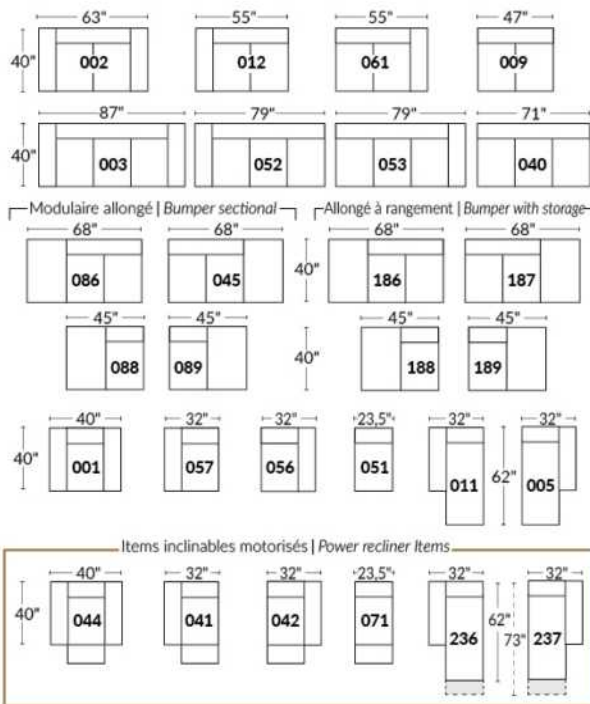 63" 55" 55" 47"
40" 002 012 061 009
87" 79" 79" 71"
40" 003 052 053 040
Modulaire allongé | Bumper sectional Allongé à rangement | Bumper with storage
68" 68" 68" 68"
086 045 40" 186 187
45" 45" 45" 45"
088 089 40" 188 189
40" 32" 32" 23,5" 32" 32"
40" 001 057 056 051 011 62" 005
Items inclinables motorisés | Power recliner Items
40" 32" 32" 23,5" 32" 32"
40" 044 041 042 071 236 62" 73" 237